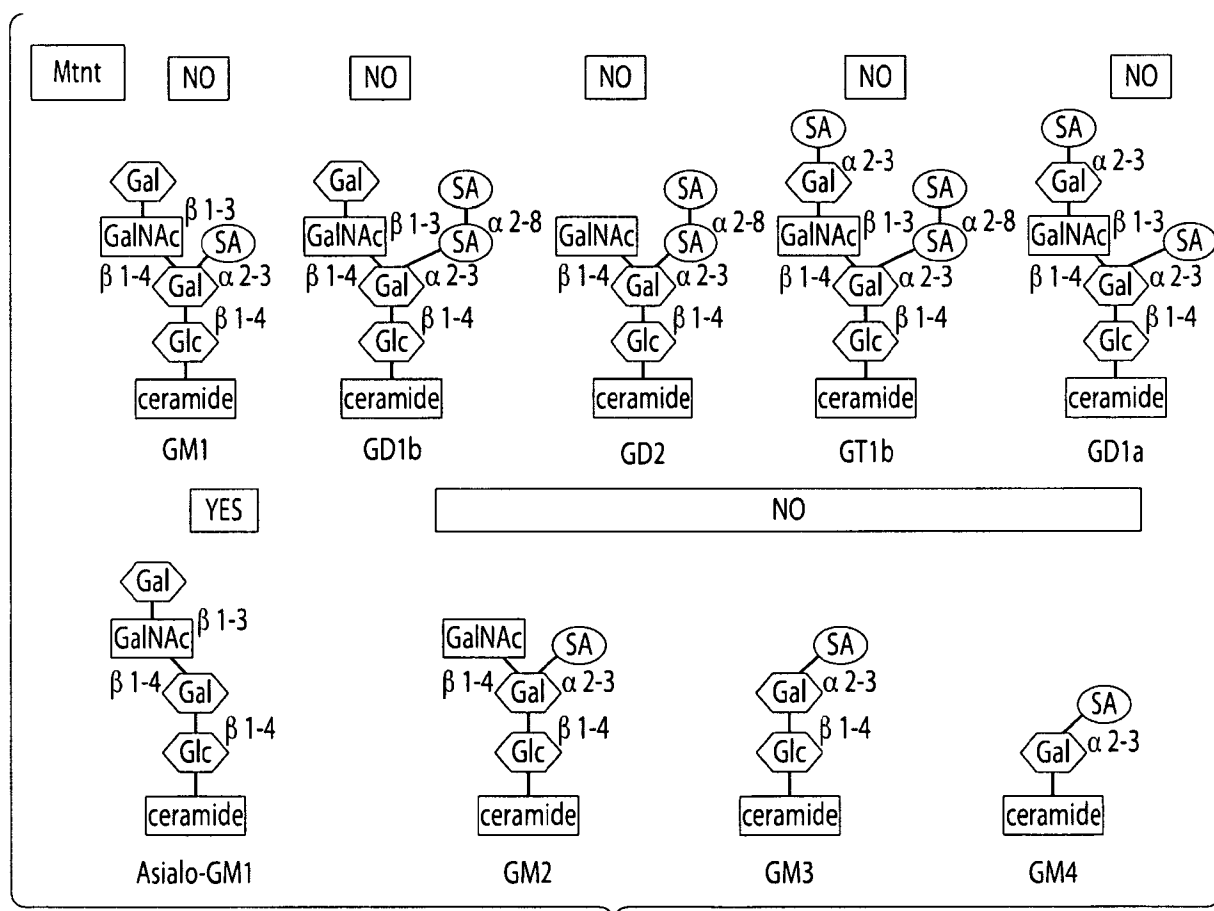 Mtnt NO NO NO NO NO
SA SA
Gal Gal SA α 2-3 SA SA Gal α 2-3
β 1-3
GalNAc SA GalNAc β 1-3 SA α 2-8 GalNAc SA α 2-8 GalNAc β 1-3 SA α 2-8 GalNAc β 1-3 SA
β 1-4 Gal α 2-3 β 1-4 Gal α 2-3 β 1-4 Gal α 2-3 β 1-4 Gal α 2-3 β 1-4 Gal α 2-3
Glc β 1-4 Glc β 1-4 Glc β 1-4 Glc β 1-4 Glc β 1-4
ceramide ceramide ceramide ceramide ceramide
GM1 GD1b GD2 GT1b GD1a
YES NO
Gal
GalNAc β 1-3 GalNAc SA SA
β 1-4 Gal β 1-4 Gal α 2-3 Gal α 2-3 SA
Glc β 1-4 Glc β 1-4 Glc β 1-4 Gal α 2-3
ceramide ceramide ceramide ceramide
Asialo-GM1 GM2 GM3 GM4